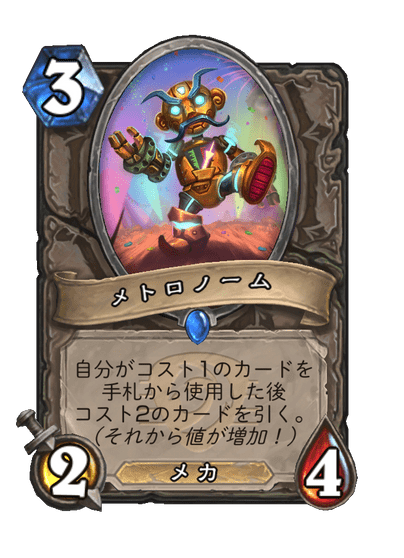 3
メトロノーム
自分がコスト1のカードを
手札から使用した後
コスト2のカードを引く。
(それから値が増加!)
2
メカ
4